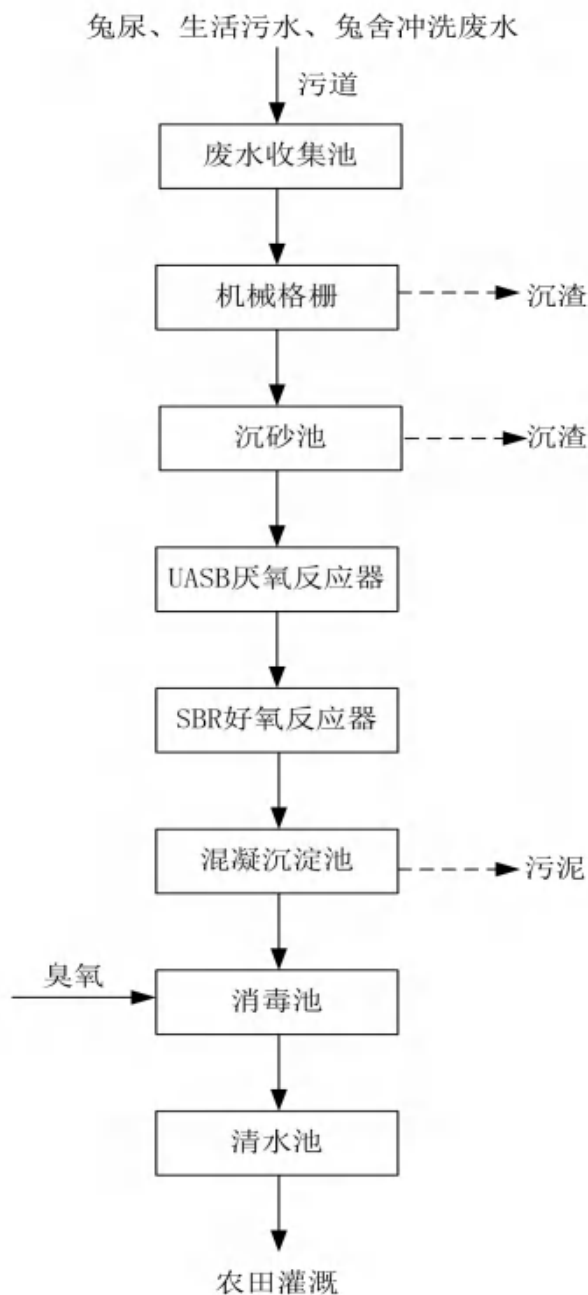 兔尿、生活污水、兔舍冲洗废水
污道
废水收集池
机械格栅
沉渣
沉砂池
沉渣
UASB厌氧反应器
SBR好氧反应器
混凝沉淀池
污泥
臭氧
消毒池
清水池
农田灌溉